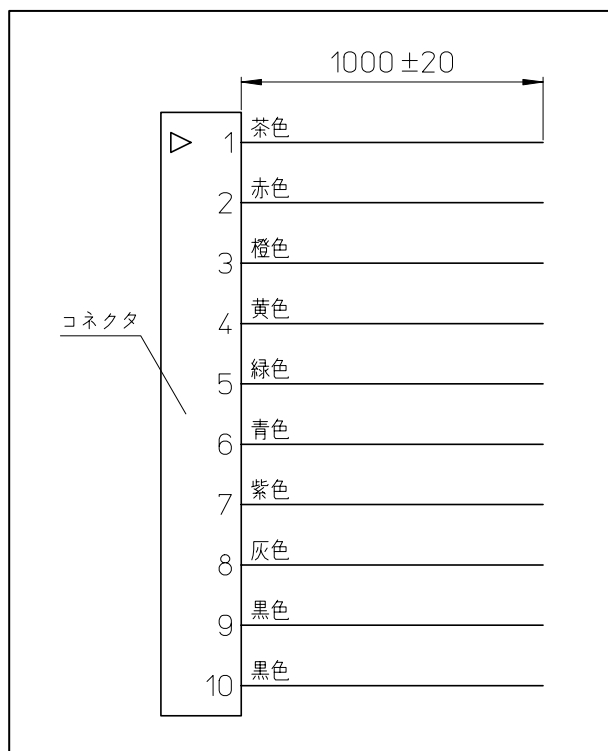 1000±20
1 茶色
2 赤色
3 橙色
コネクタ
4 黄色
5 緑色
6 青色
7 紫色
8 灰色
9 黒色
10 黒色